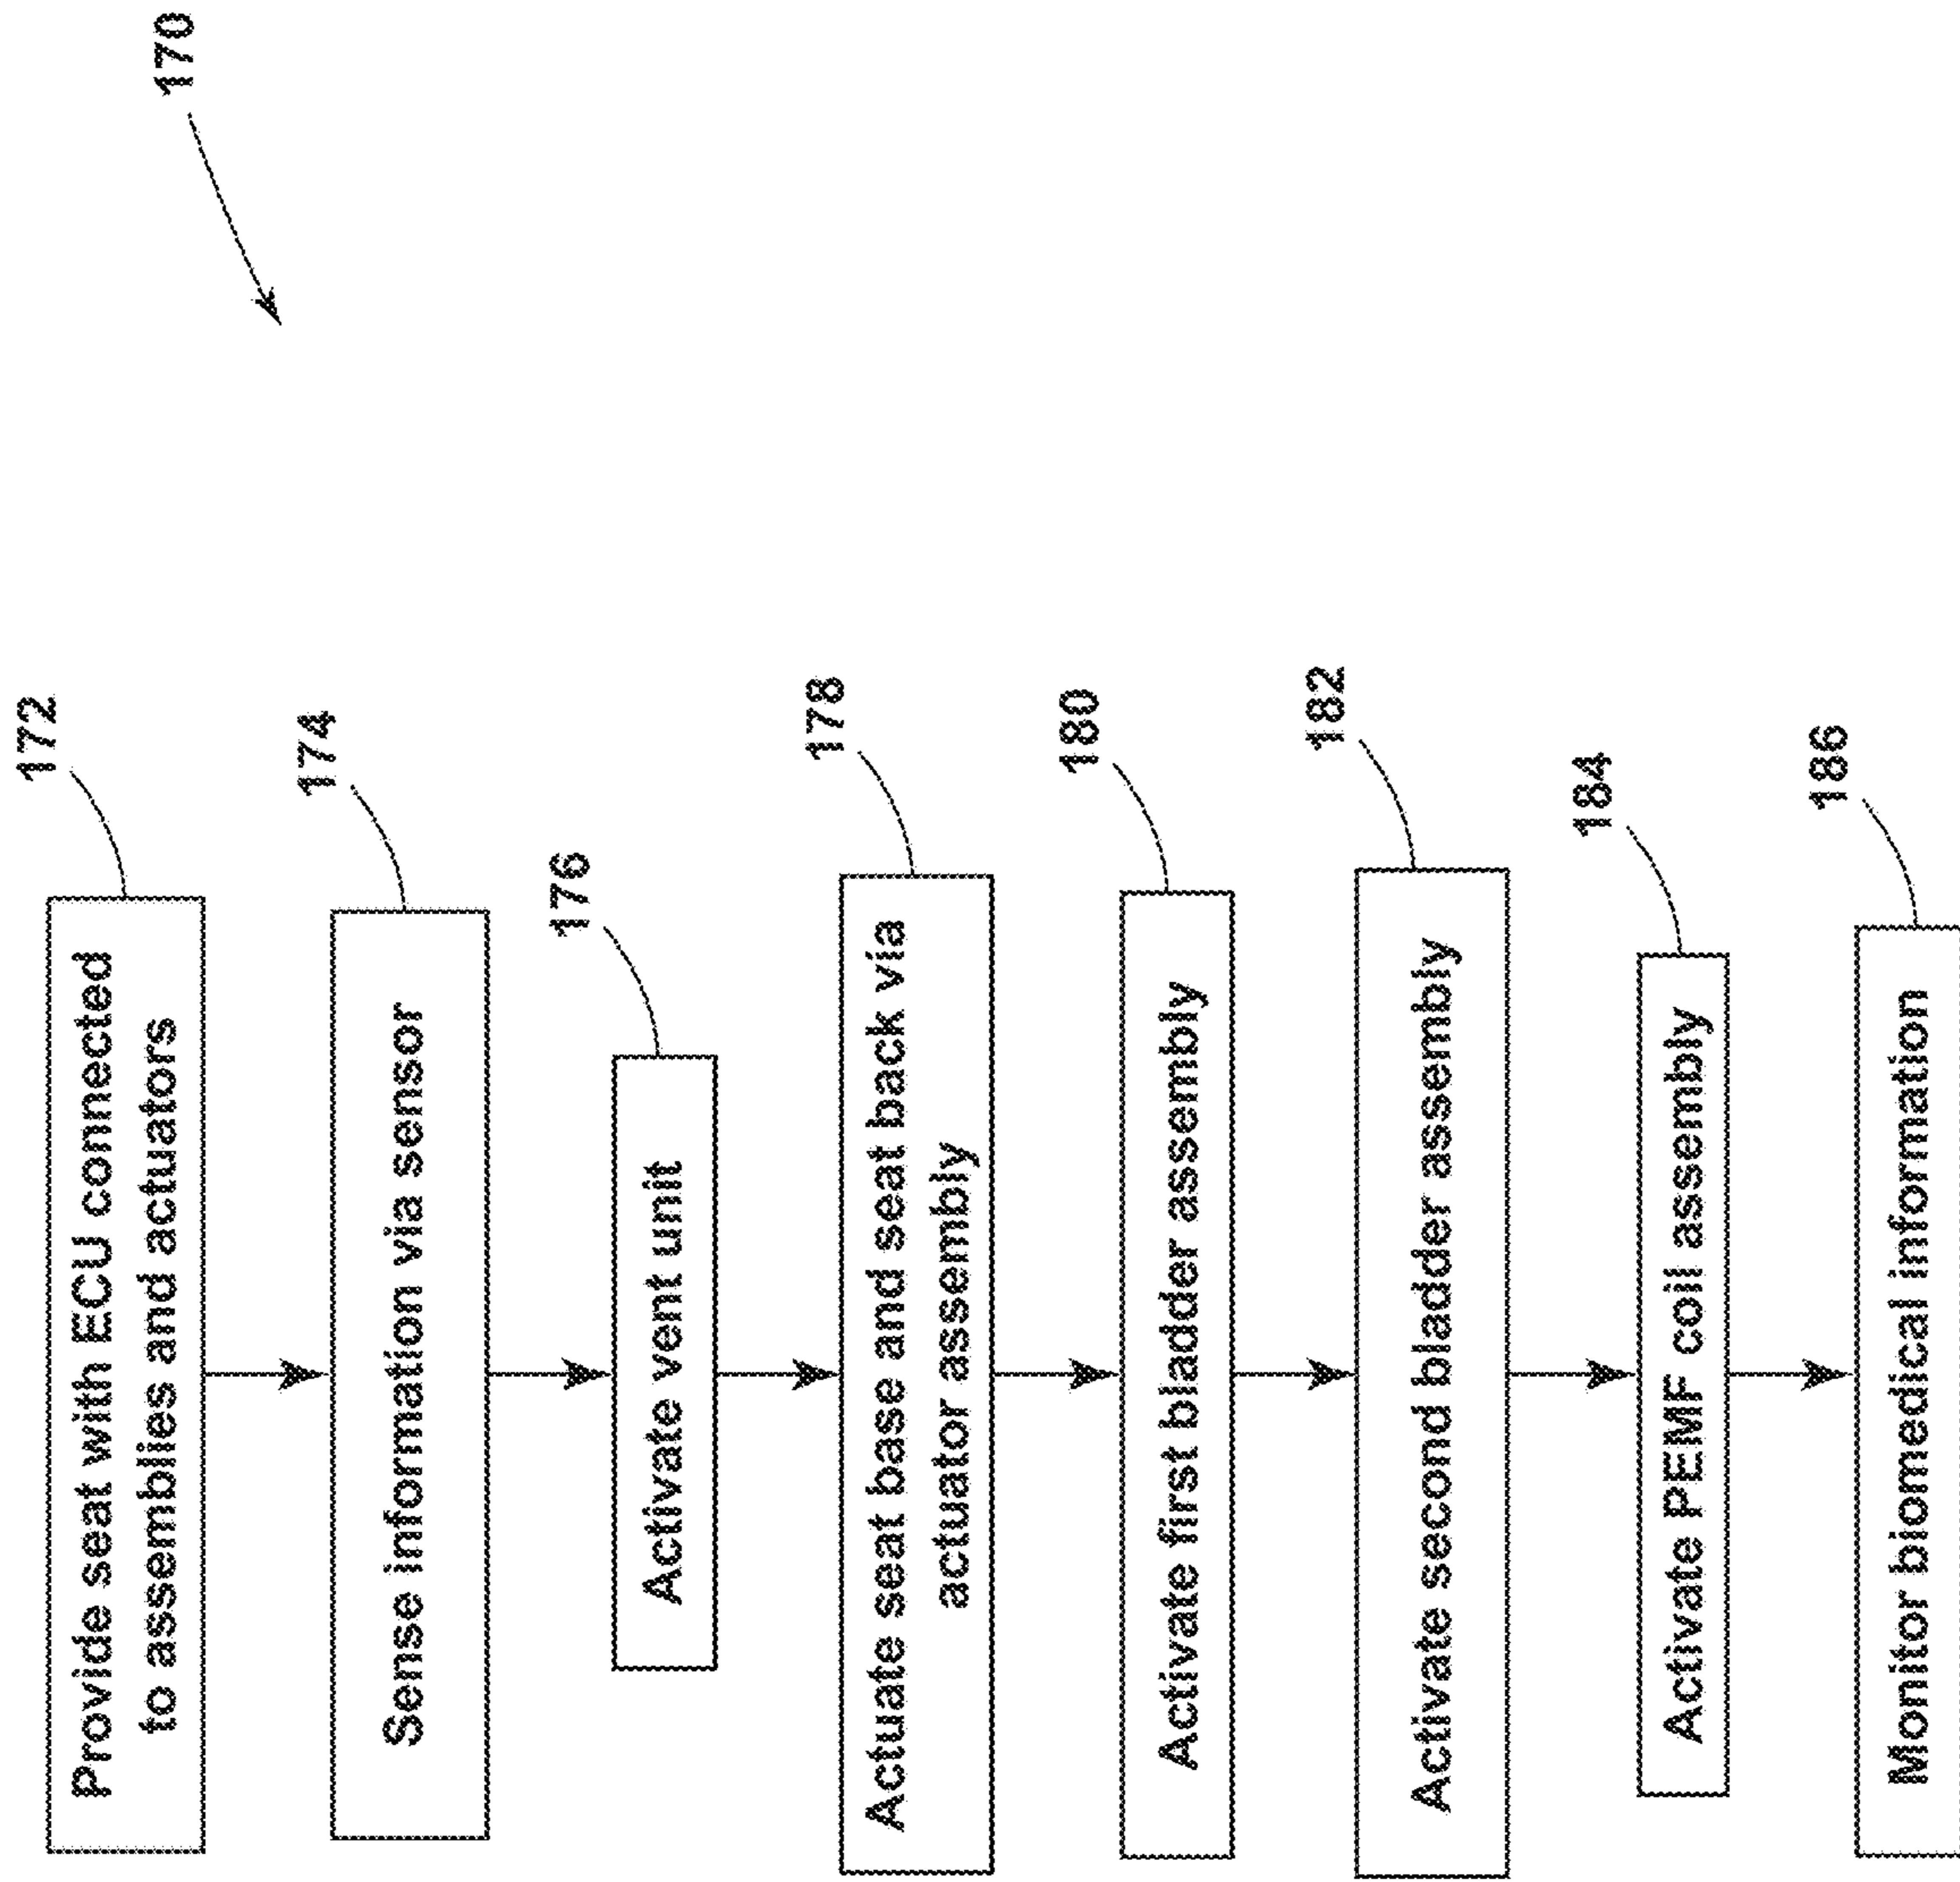 170
172
Provide seat with ECU connected
to assemblies and actuators
174
Sense information via sensor
176
Activate vent unit
178
Actuate seat base and seat back via
actuator assembly
180
Activate first bladder assembly
182
Activate second bladder assembly
184
Activate PEMF coil assembly
186
Monitor biomedical information